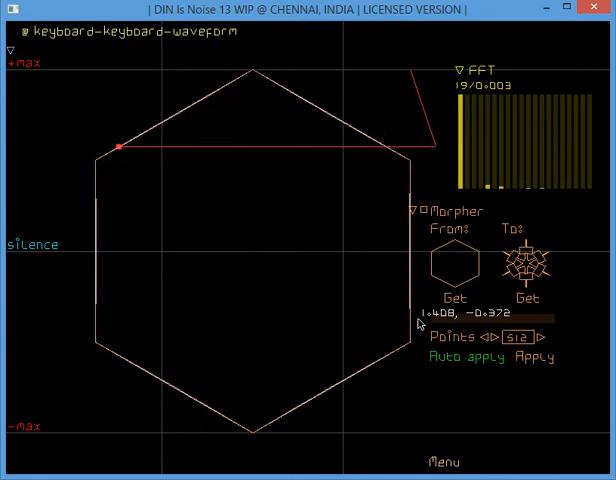 | DIN Is Noise 13 WIP @ CHENNAI, INDIA | LICENSED VERSION |
@ keyboard-keyboard-waveform
+max
FFT
19/0.003
silence
Morpher
From:
To:
Get
Get
1.408, -0.372
Points 512
Auto apply Apply
-max
Menu